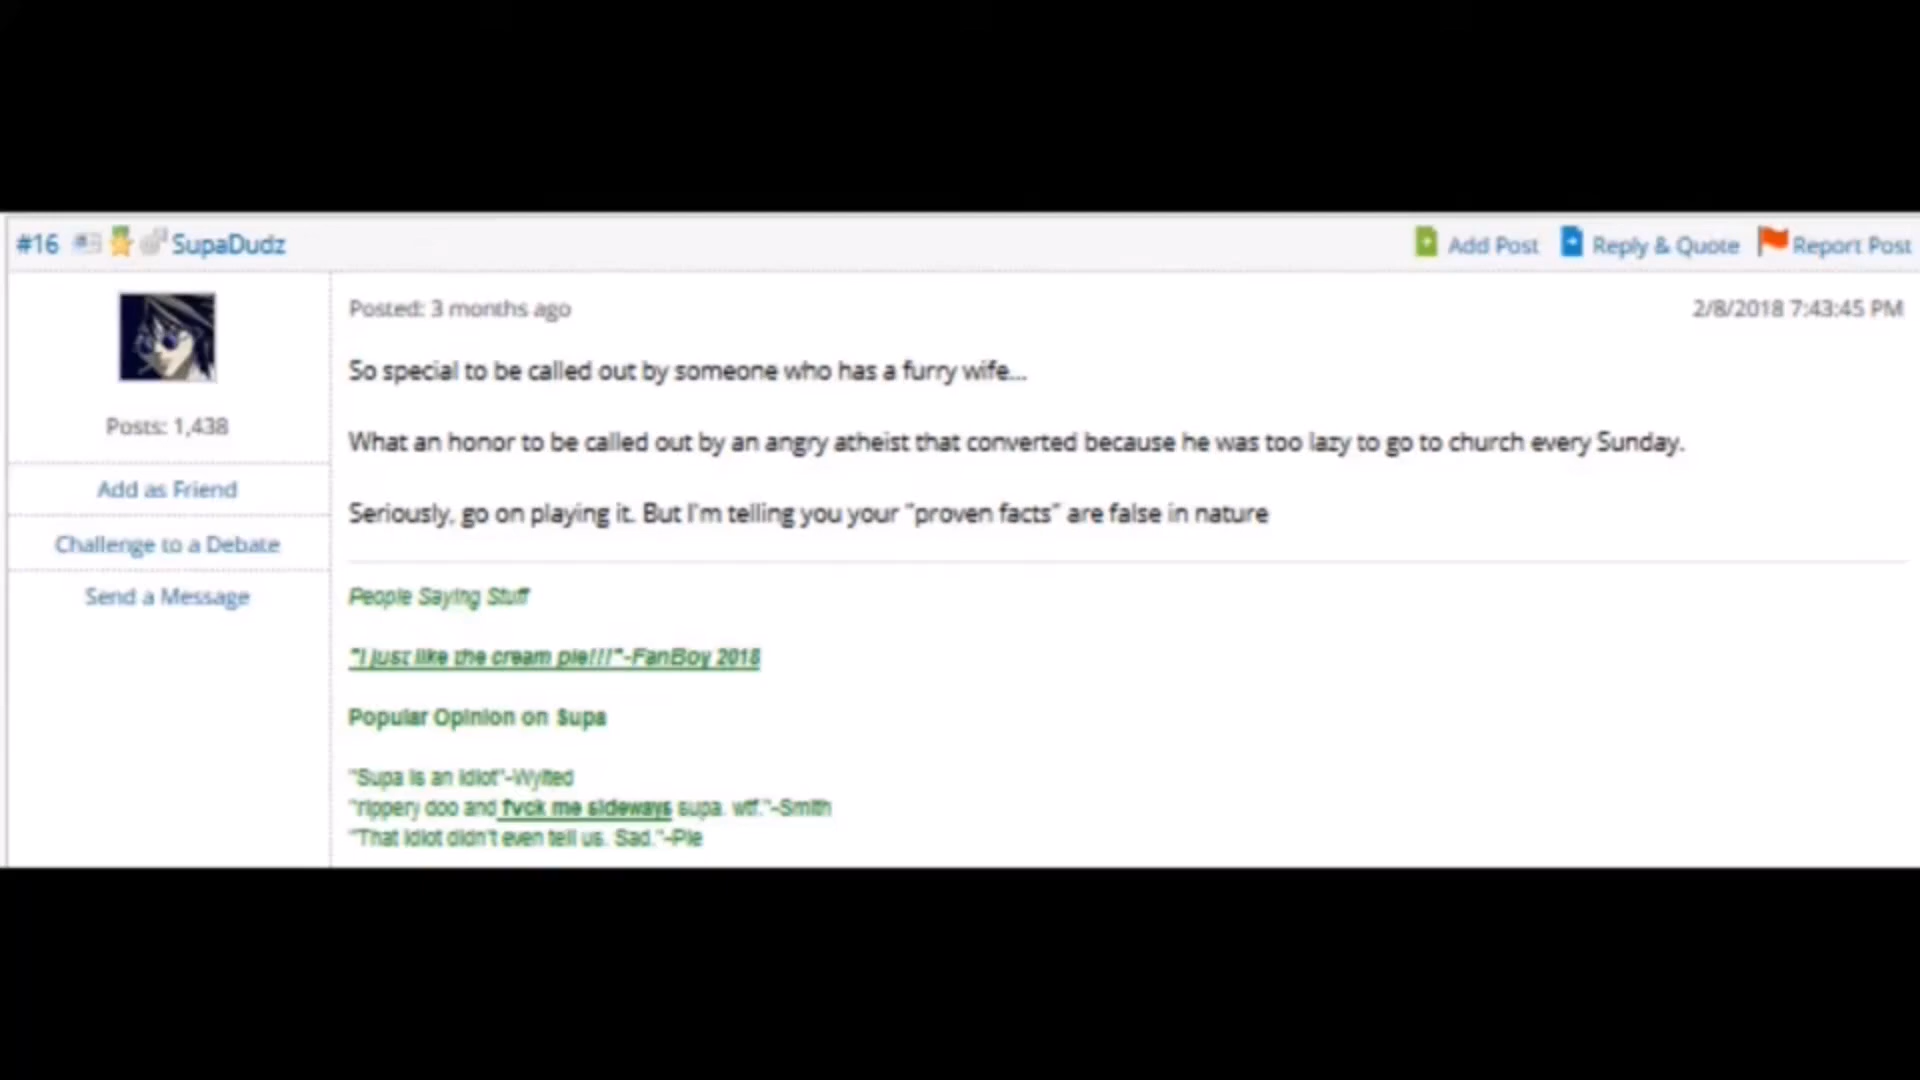 #16 SupaDudz
Add Post Reply & Quote Report Post
Posts: 1,438
Add as Friend
Challenge to a Debate
Send a Message
Posted: 3 months ago 2/8/2018 7:43:45 PM
So special to be called out by someone who has a furry wife...
What an honor to be called out by an angry atheist that converted because he was too lazy to go to church every Sunday.
Seriously, go on playing it. But I'm telling you your "proven facts" are false in nature
People Saying Stuff
"I just like the cream pie!!!"-FanBoy 2018
Popular Opinion on Supa
"Supa is an idiot"-Wylted
"rippery doo and fvck me sideways supa. wtf."-Smith
"That idiot didn't even tell us. Sad."-Pie